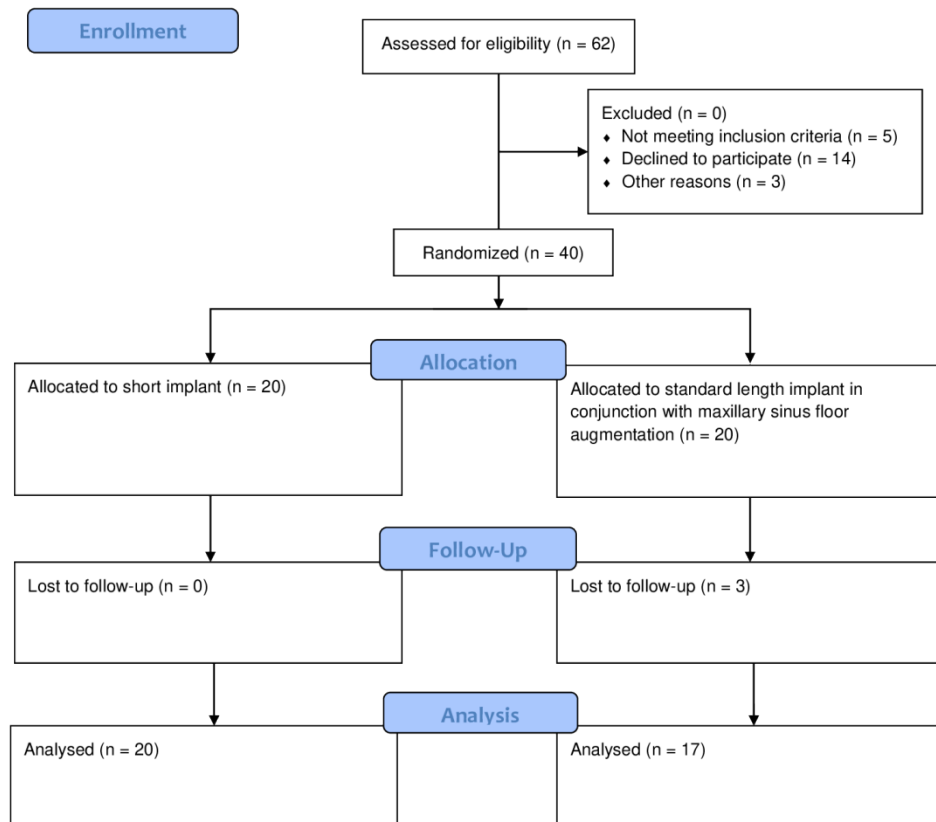 Enrollment
Assessed for eligibility (n = 62)
Excluded (n = 0)
♦ Not meeting inclusion criteria (n = 5)
♦ Declined to participate (n = 14)
♦ Other reasons (n = 3)
Randomized (n = 40)
Allocation
Allocated to short implant (n = 20)
Allocated to standard length implant in
conjunction with maxillary sinus floor
augmentation (n = 20)
Follow-Up
Lost to follow-up (n = 0)
Lost to follow-up (n = 3)
Analysis
Analysed (n = 20)
Analysed (n = 17)